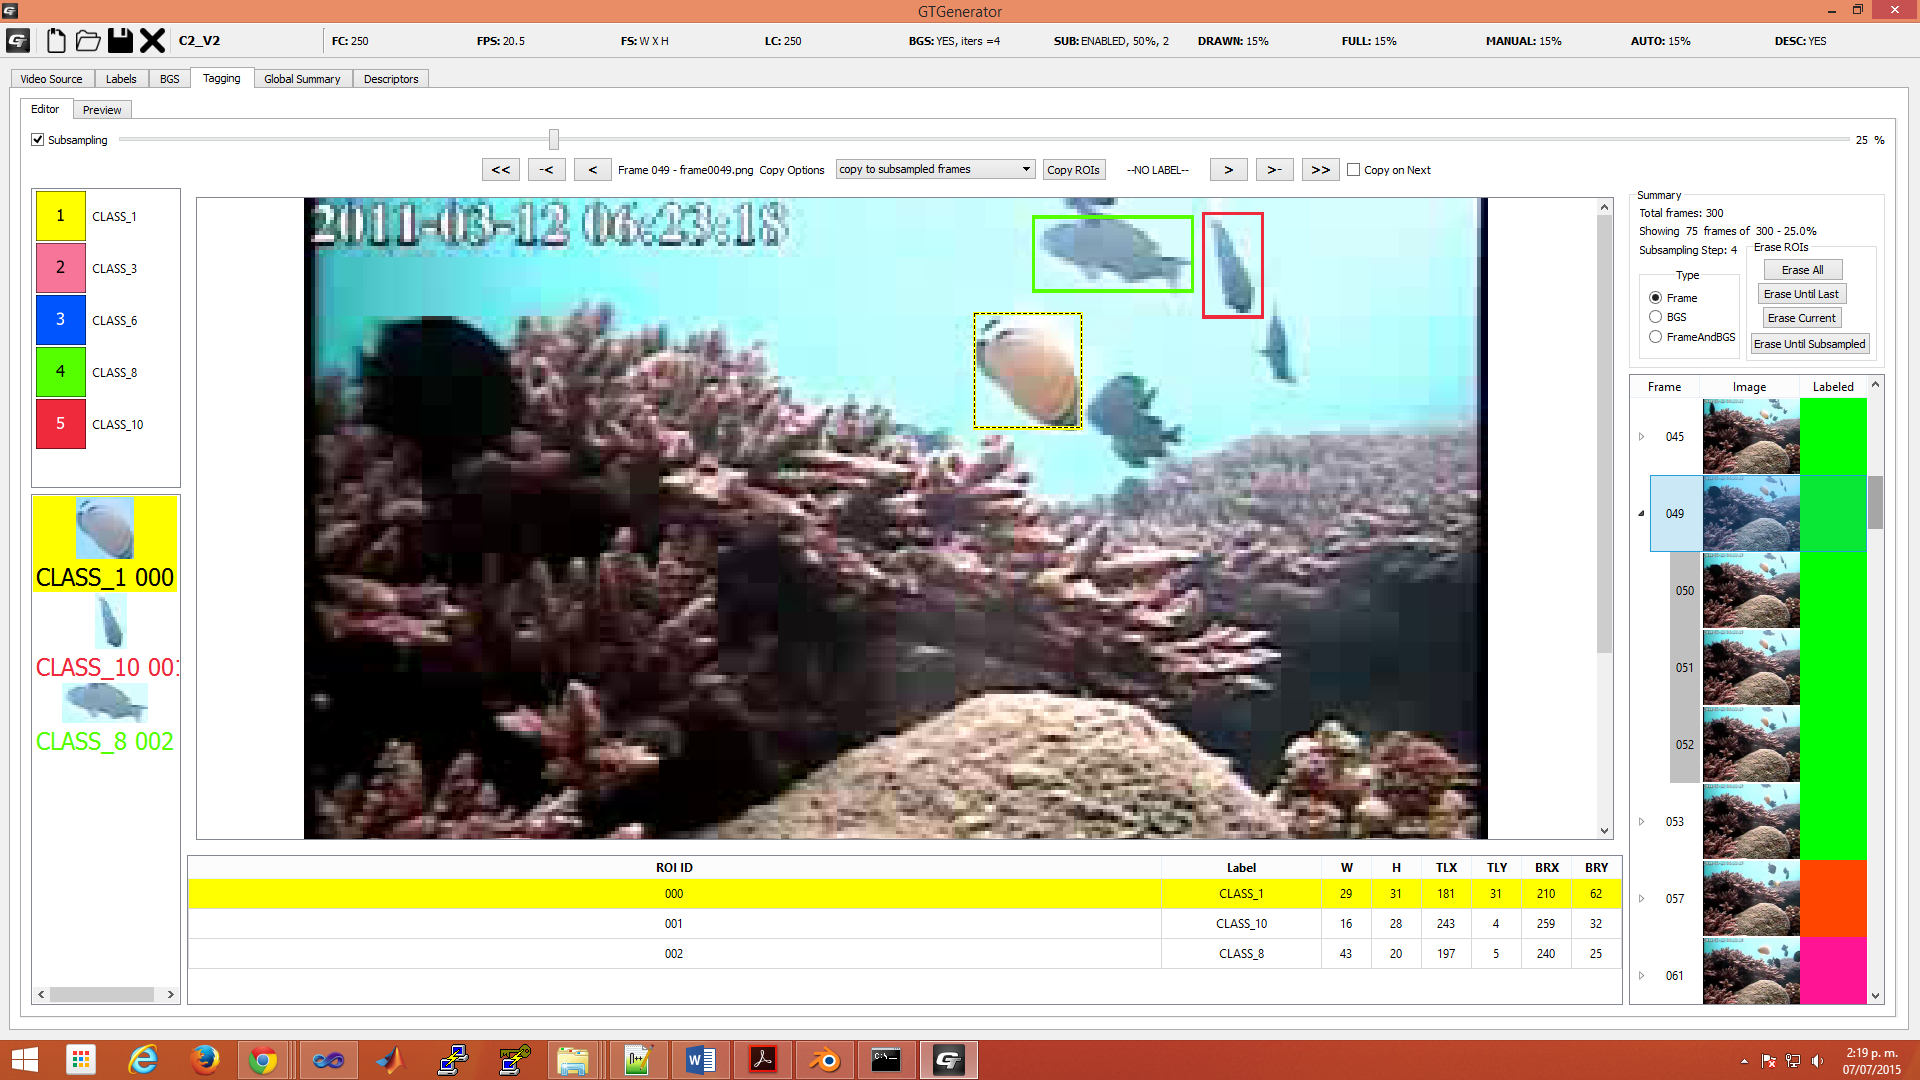 GTGenerator
C2_V2 FC: 250 FPS: 20.5 FS: W X H LC: 250 BGS: YES, iters =4 SUB: ENABLED, 50%, 2 DRAWN: 15% FULL: 15% MANUAL: 15% AUTO: 15% DESC: YES
Video Source Labels BGS Tagging Global Summary Descriptors
Editor Preview
Subsampling 25 %
<< -< < Frame 049 - frame0049.png Copy Options copy to subsampled frames Copy ROIs --NO LABEL-- > >- >> Copy on Next
1 CLASS_1
2 CLASS_3
3 CLASS_6
4 CLASS_8
5 CLASS_10
CLASS_1 000
CLASS_10 001
CLASS_8 002
2011-03-12 06:23:18
Summary
Total frames: 300
Showing 75 frames of 300 - 25.0%
Subsampling Step: 4
Type
Frame
BGS
FrameAndBGS
Erase ROIs
Erase All
Erase Until Last
Erase Current
Erase Until Subsampled
Frame Image Labeled
045
049
050
051
052
053
057
061
ROI ID Label W H TLX TLY BRX BRY
000 CLASS_1 29 31 181 31 210 62
001 CLASS_10 16 28 243 4 259 32
002 CLASS_8 43 20 197 5 240 25
2:19 p. m.
07/07/2015